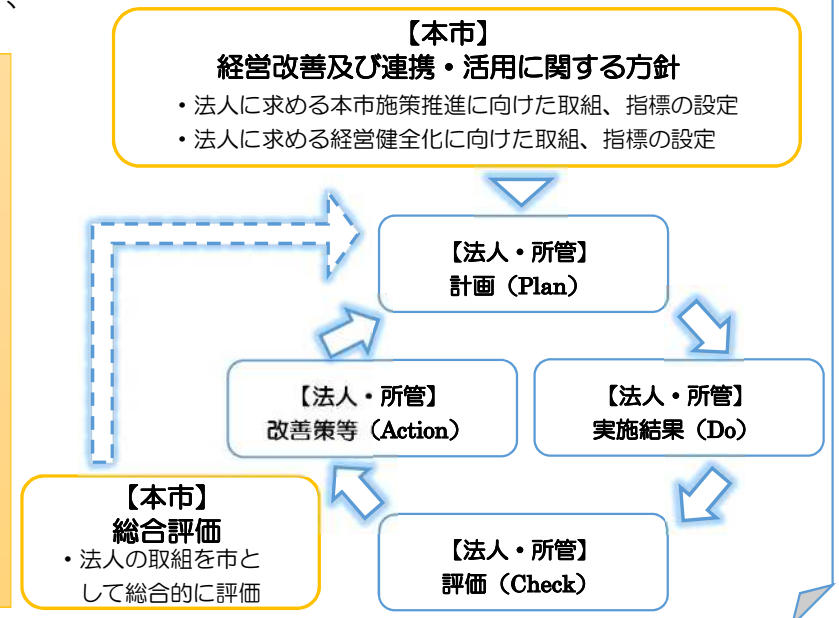 、
【本市】
経営改善及び連携・活用に関する方針
・法人に求める本市施策推進に向けた取組、指標の設定
・法人に求める経営健全化に向けた取組、指標の設定
【法人・所管】
計画（Plan）
【法人・所管】
改善策等（Action）
【法人・所管】
実施結果（Do）
【本市】
総合評価
・法人の取組を市と
して総合的に評価
【法人・所管】
評価（Check）